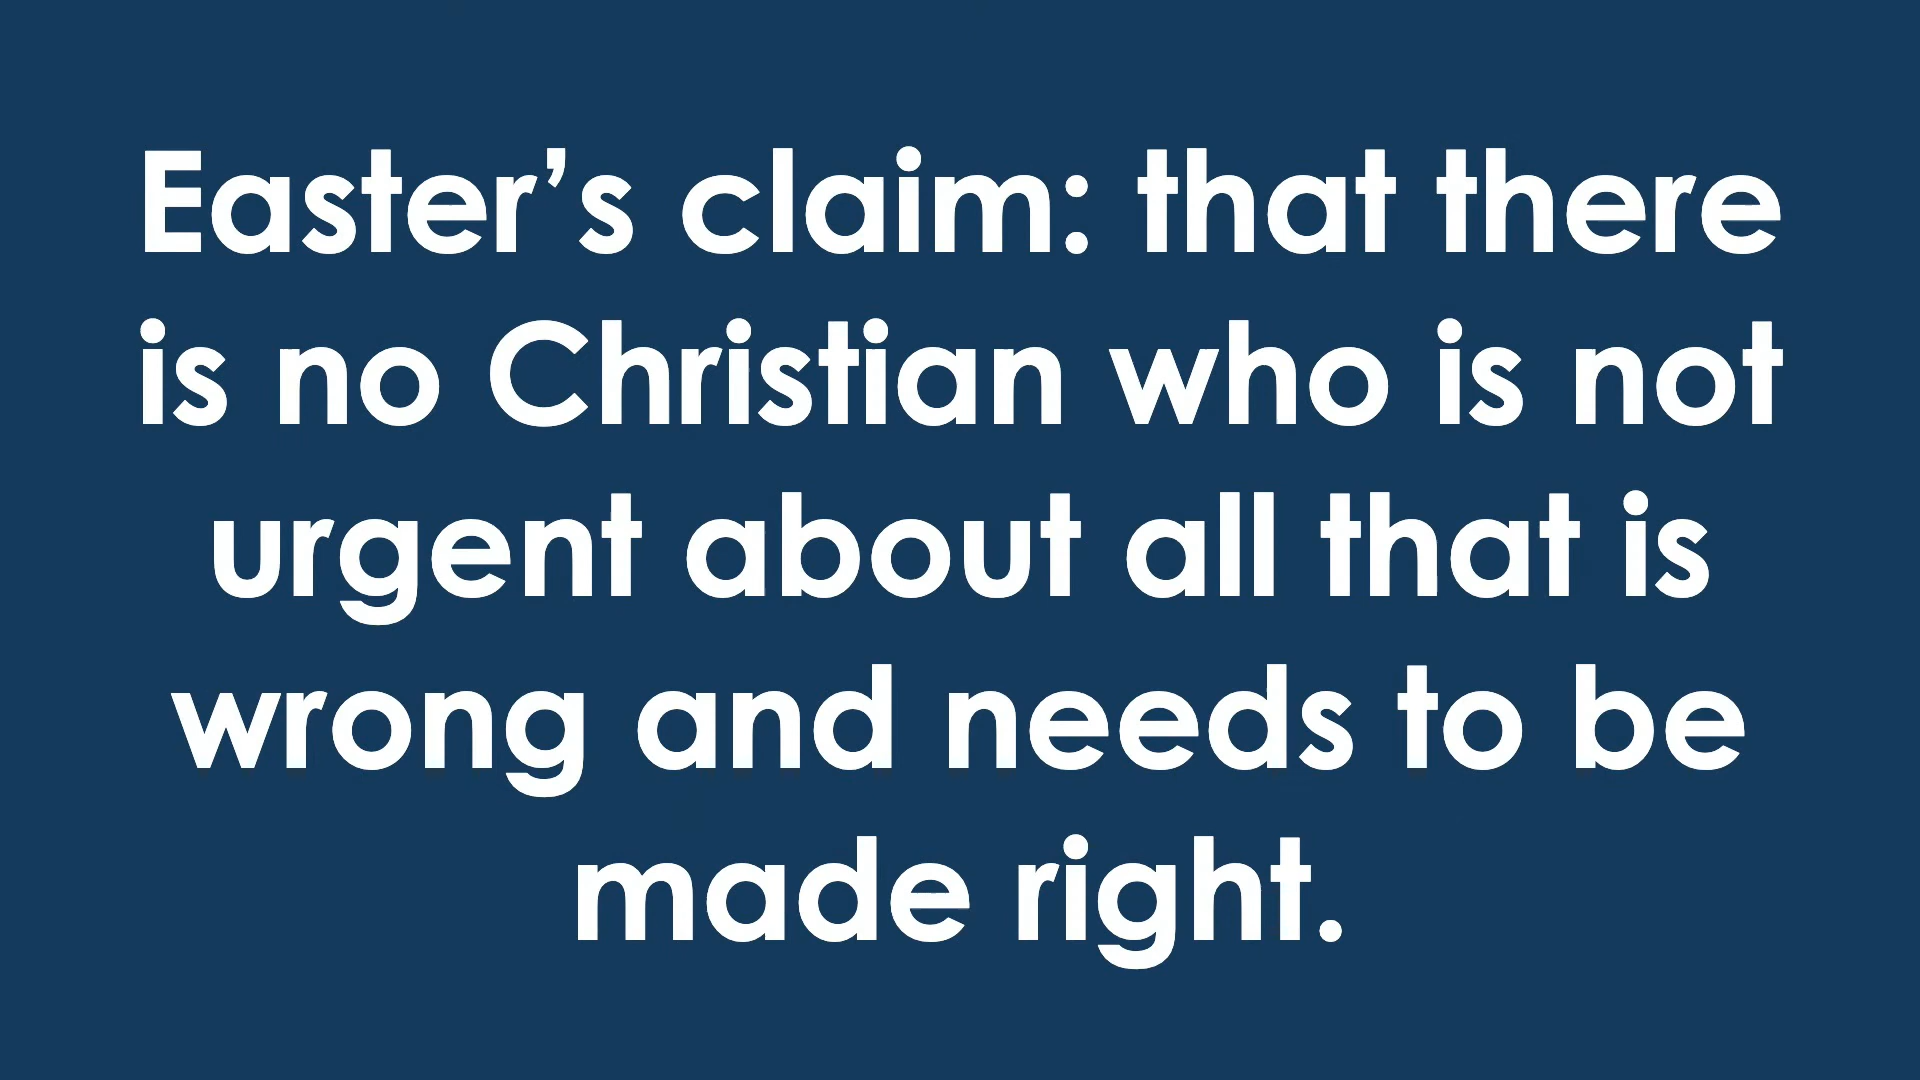 Easter’s claim: that there
is no Christian who is not
urgent about all that is
wrong and needs to be
made right.